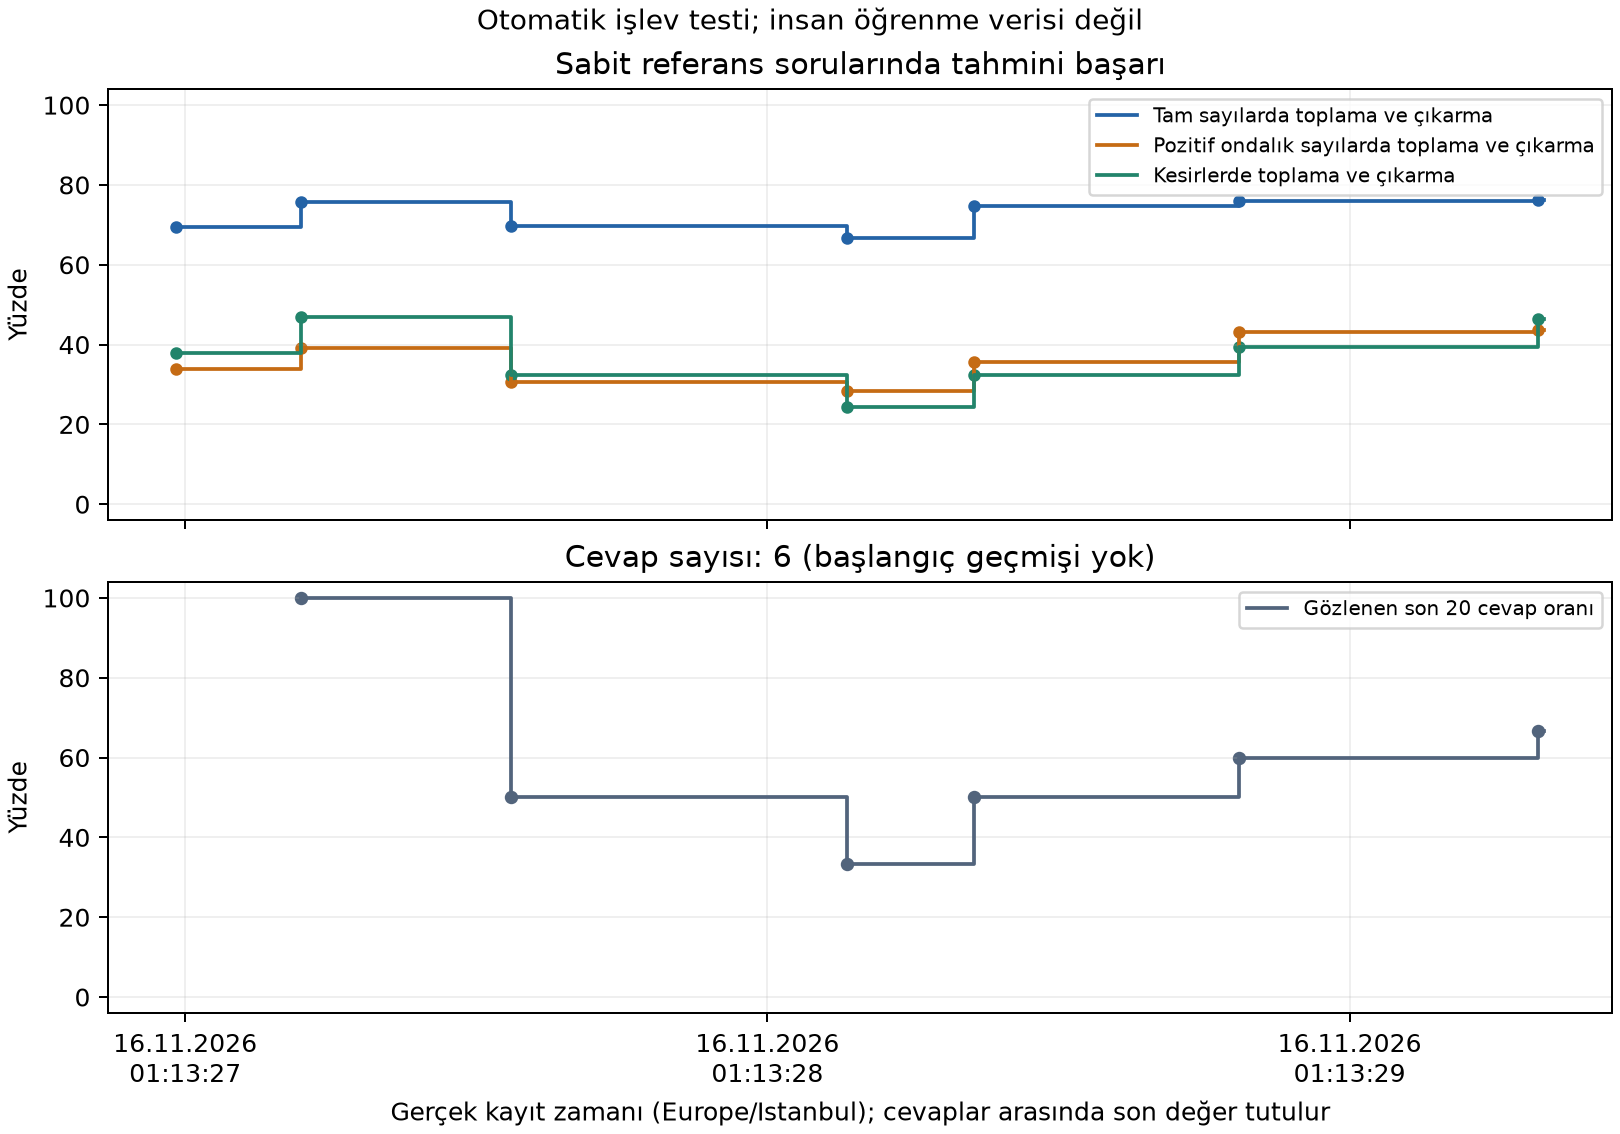 Otomatik işlev testi; insan öğrenme verisi değil
Sabit referans sorularında tahmini başarı
Yüzde
100
80
60
40
20
0
Tam sayılarda toplama ve çıkarma
Pozitif ondalık sayılarda toplama ve çıkarma
Kesirlerde toplama ve çıkarma
Cevap sayısı: 6 (başlangıç geçmişi yok)
Yüzde
100
80
60
40
20
0
Gözlenen son 20 cevap oranı
16.11.2026
01:13:27
16.11.2026
01:13:28
16.11.2026
01:13:29
Gerçek kayıt zamanı (Europe/Istanbul); cevaplar arasında son değer tutulur